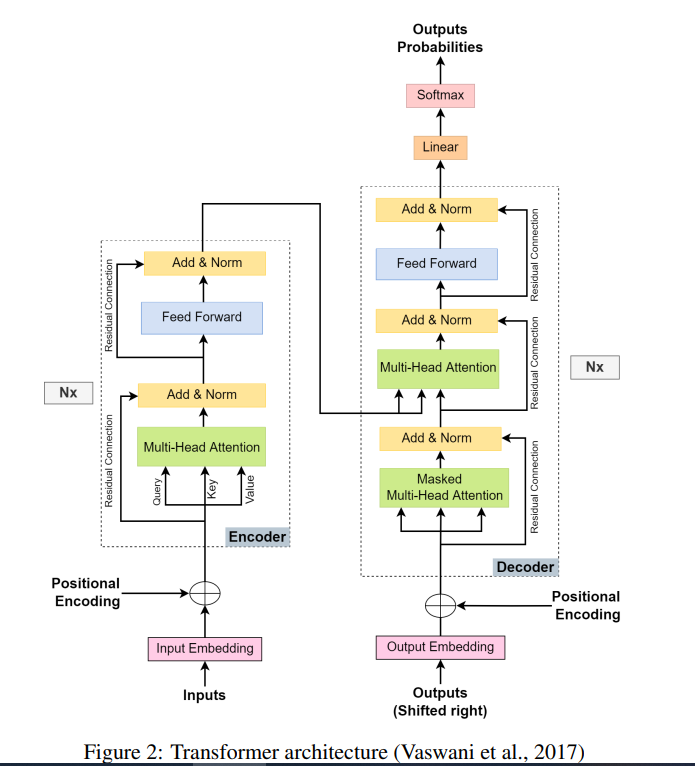 Outputs
Probabilities
Softmax
Linear
Add & Norm
Feed Forward
Residual Connection
Add & Norm
Multi-Head Attention
Residual Connection
Nx
Add & Norm
Masked
Multi-Head Attention
Residual Connection
Decoder
Positional
Encoding
Output Embedding
Outputs
(Shifted right)
Add & Norm
Residual Connection
Feed Forward
Nx
Add & Norm
Residual Connection
Multi-Head Attention
Query
Key
Value
Encoder
Positional
Encoding
Input Embedding
Inputs
Figure 2: Transformer architecture (Vaswani et al., 2017)